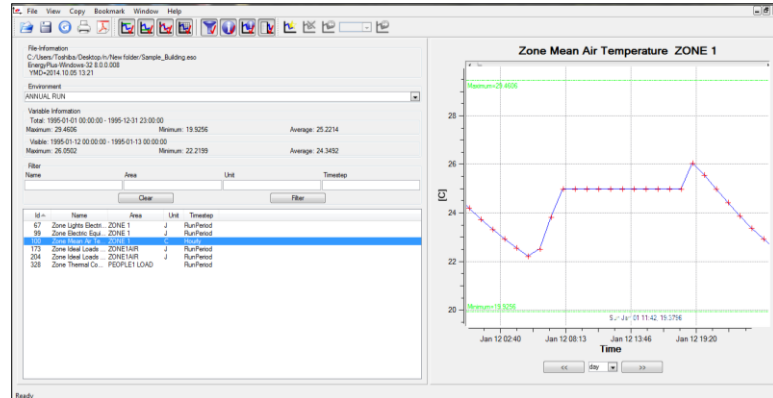 File View Copy Bookmark Window Help
File-Information
C:/Users/Toshiba/Desktop/n/New folder/Sample_Building.eso
EnergyPlus-Windows-32 8.0.0.008
YMD=2014.10.05 13:21
Environment
ANNUAL RUN
Variable Information
Total: 1995-01-01 00:00:00 - 1995-12-31 23:00:00
Maximum: 29.4606 Minimum: 19.9256 Average: 25.2214
Visible: 1995-01-12 00:00:00 - 1995-01-13 00:00:00
Maximum: 26.0502 Minimum: 22.2199 Average: 24.3492
Filter
Name Area Unit Timestep
Clear Filter
Id Name Area Unit Timestep
67 Zone Lights Electri... ZONE 1 J RunPeriod
99 Zone Electric Equi... ZONE 1 J RunPeriod
100 Zone Mean Air Te... ZONE 1 C Hourly
173 Zone Ideal Loads ... ZONE1AIR J RunPeriod
204 Zone Ideal Loads ... ZONE1AIR J RunPeriod
328 Zone Thermal Co... PEOPLE1 LOAD RunPeriod
Ready
Zone Mean Air Temperature ZONE 1
Maximum=29.4606
28
26
[C]
24
22
Minimum=19.9256
20
01 11:42, 19.3796
Jan 12 02:40 Jan 12 08:13 Jan 12 13:46 Jan 12 19:20
Time
<< day >>